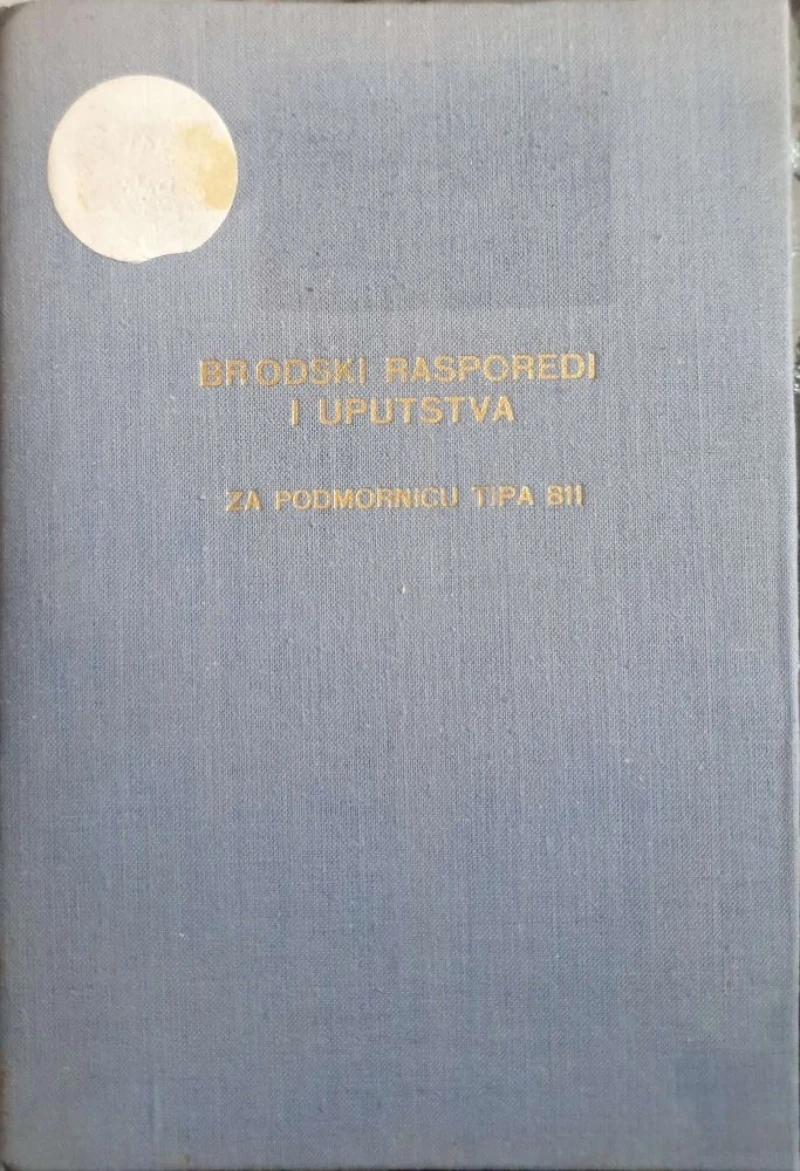 BRODSKI RASPOREDI
I UPUTSTVA
ZA PODMORNICU TIPA 811